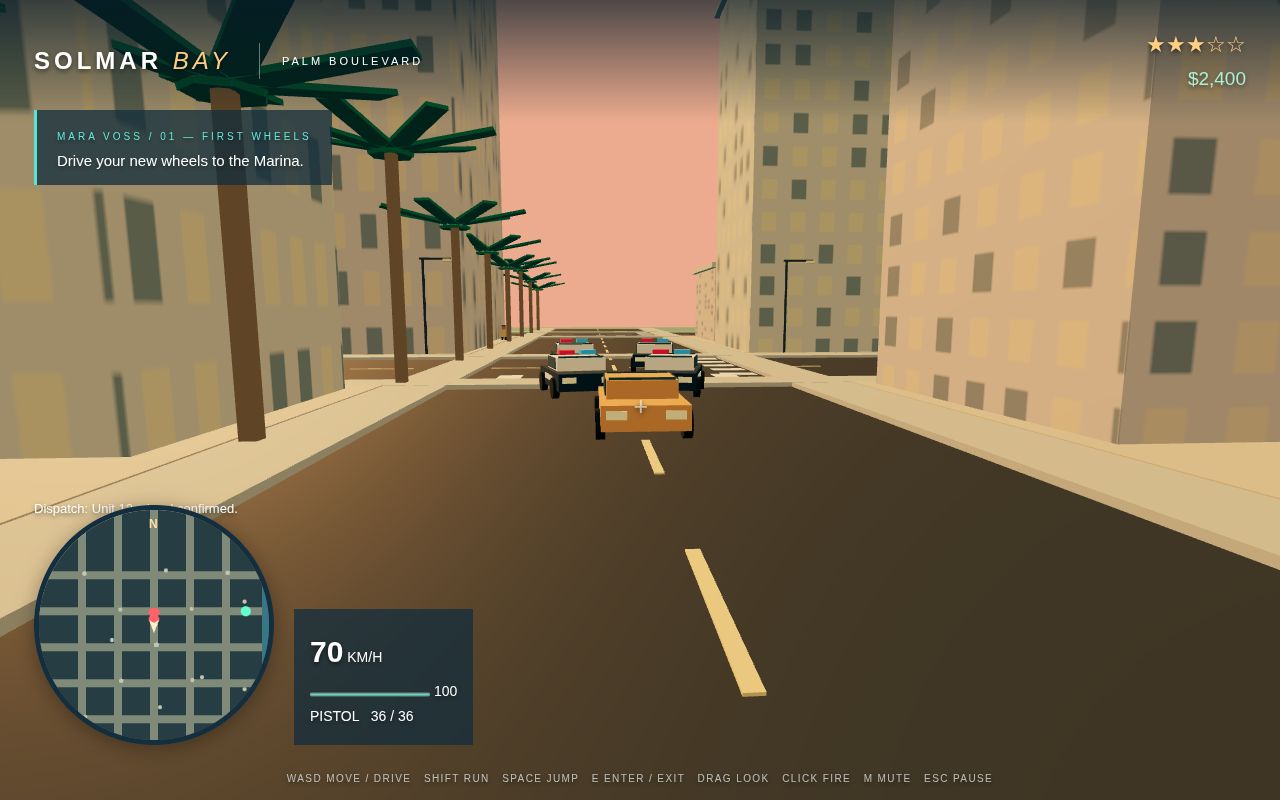 SOLMAR BAY
PALM BOULEVARD
★★★☆☆
$2,400
MARA VOSS / 01 — FIRST WHEELS
Drive your new wheels to the Marina.
Dispatch: Unit confirmed.
N
70 KM/H
100
PISTOL 36 / 36
WASD MOVE / DRIVE SHIFT RUN SPACE JUMP E ENTER / EXIT DRAG LOOK CLICK FIRE M MUTE ESC PAUSE